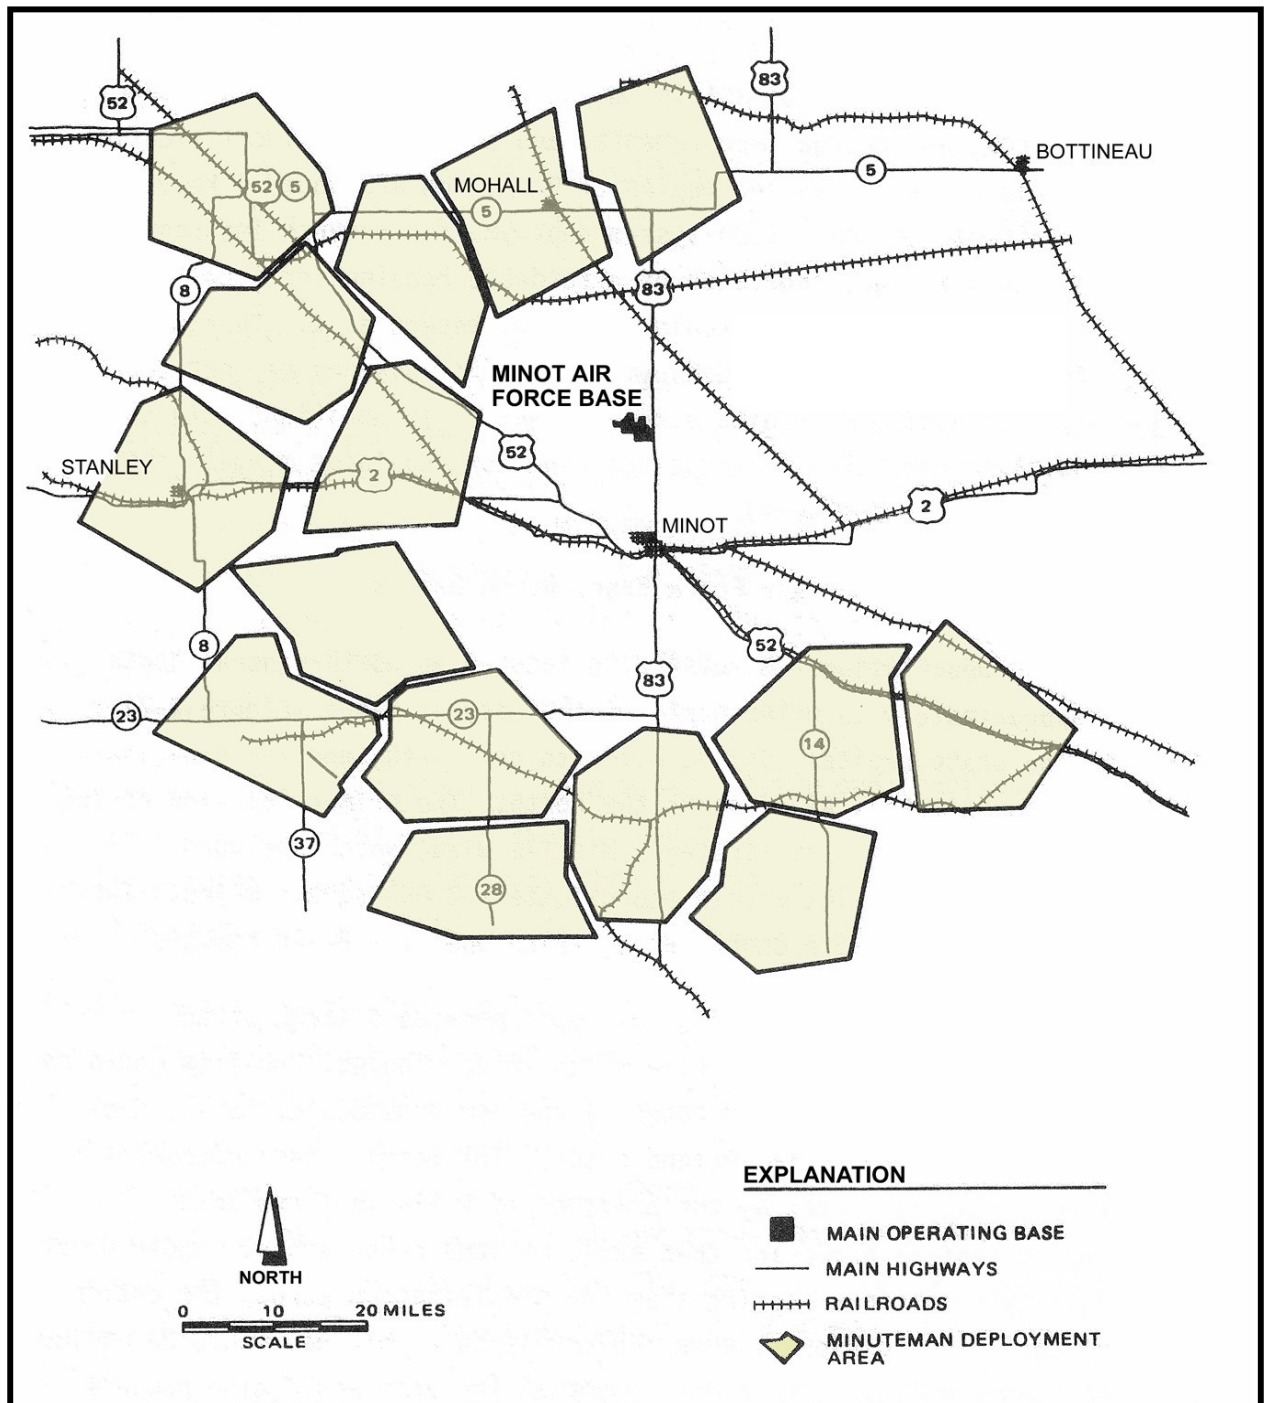 83
52
BOTTINEAU
5
52
5
MOHALL
5
8
83
MINOT AIR
FORCE BASE
52
STANLEY
2
2
MINOT
52
8
83
23
23
14
37
28
EXPLANATION
MAIN OPERATING BASE
MAIN HIGHWAYS
RAILROADS
MINUTEMAN DEPLOYMENT
AREA
NORTH
0 10 20 MILES
SCALE